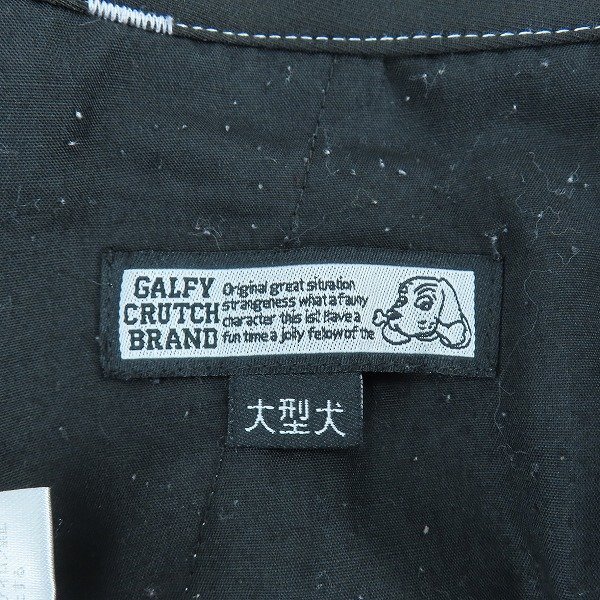 GALFY
CRUTCH
BRAND
Original great situation
strangeness what a fauny
character this is! Have a
fun time a jolly fellow of the
大型犬